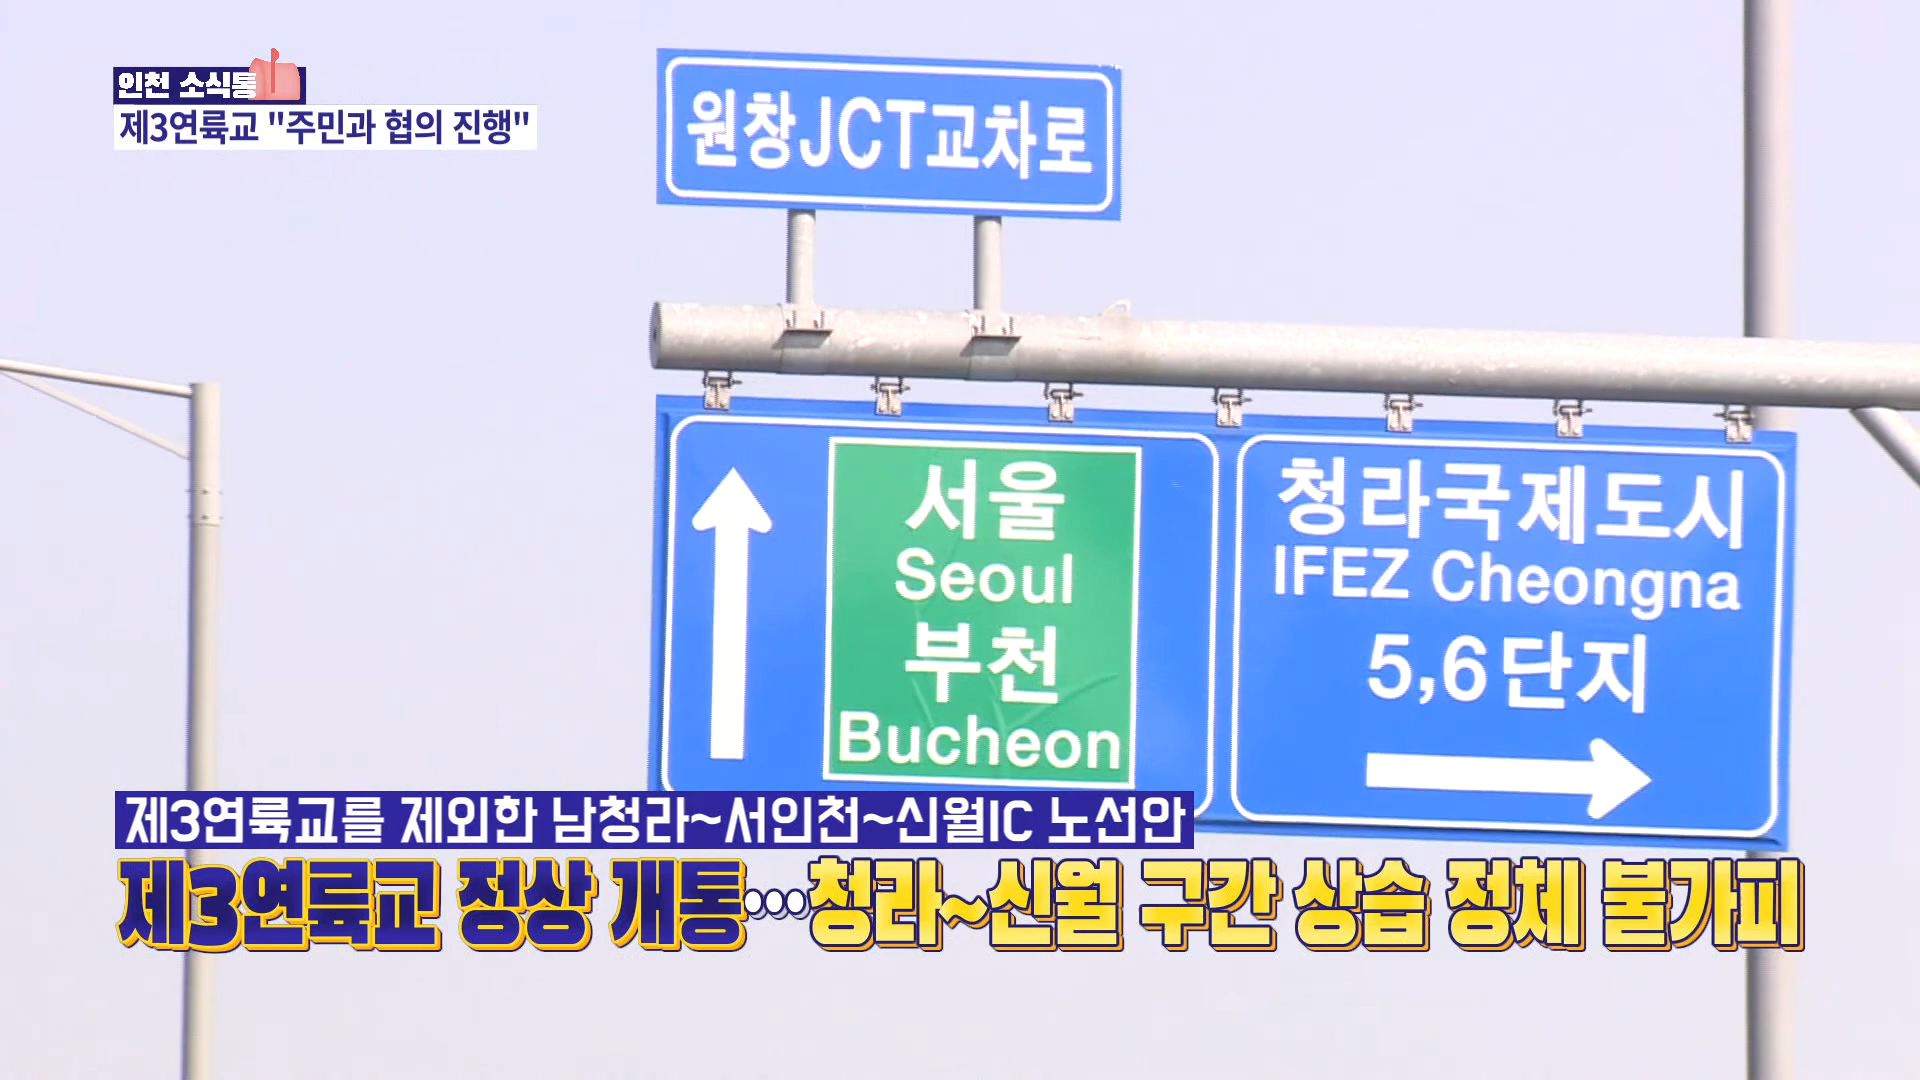 인천 소식통
제3연륙교 "주민과 협의 진행"
원창JCT교차로
서울
Seoul
부천
Bucheon
청라국제도시
IFEZ Cheongna
5,6단지
제3연륙교를 제외한 남청라~서인천~신월IC 노선안
제3연륙교 정상 개통…청라~신월 구간 상습 정체 불가피